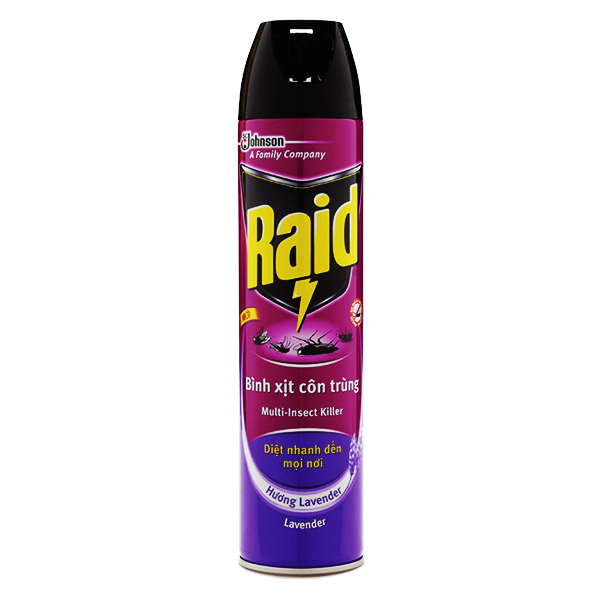 Johnson
A Family Company
Raid
MỚI
Bình xịt côn trùng
Multi-Insect Killer
Diệt nhanh đến
mọi nơi
Hương Lavender
Lavender